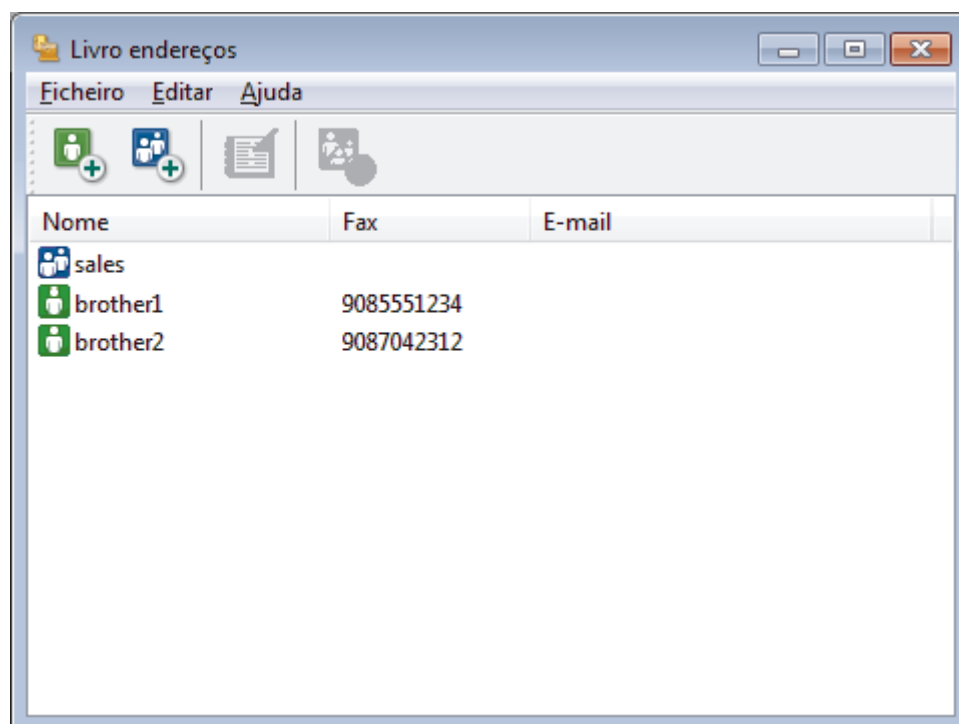 Livro endereços
Ficheiro Editar Ajuda
Nome Fax E-mail
sales
brother1 9085551234
brother2 9087042312